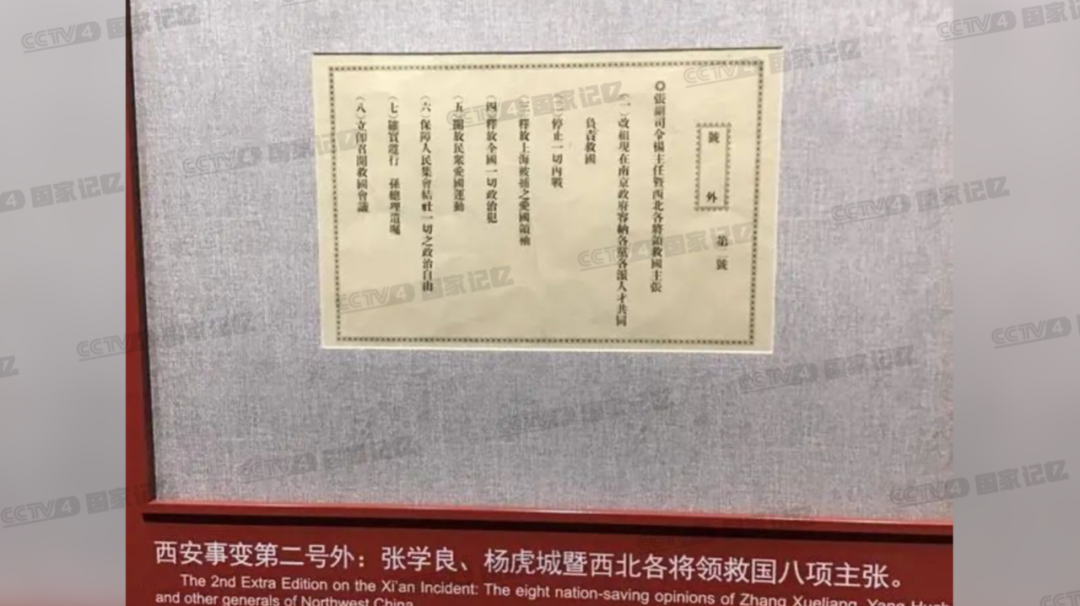 號外
第二號
◎張副司令楊主任暨西北各將領救國主張
(一)改組現在南京政府容納各黨各派人才共同
負責救國
(二)停止一切內戰
(三)釋放上海被捕之愛國領袖
(四)釋放全國一切政治犯
(五)開放民衆愛國運動
(六)保障人民集會結社一切之政治自由
(七)確實遵行 孫總理遺囑
(八)立即召開救國會議
西安事变第二号外：张学良、杨虎城暨西北各将领救国八项主张。
The 2nd Extra Edition on the Xi'an Incident: The eight nation-saving opinions of Zhang Xueliang, Yang
and other generals of Northwest China
CCTV4 国家记忆